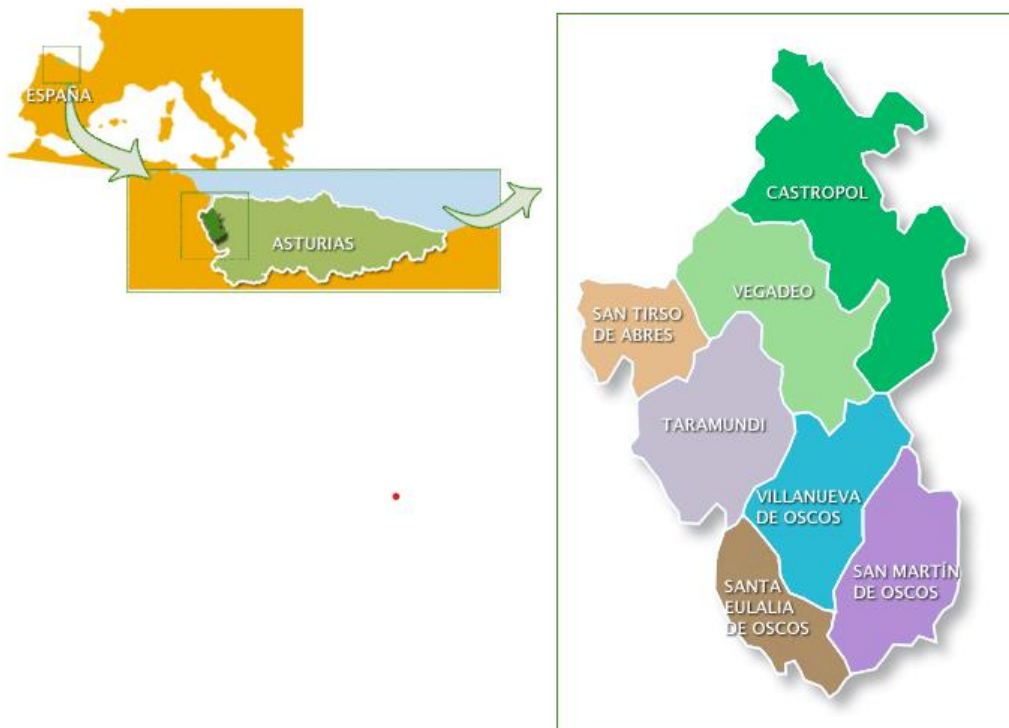 ESPAÑA
ASTURIAS
CASTROPOL
VEGADEO
SAN TIRSO
DE ABRES
TARAMUNDI
VILLANUEVA
DE OSCOS
SAN MARTÍN
DE OSCOS
SANTA
EULALIA
DE OSCOS